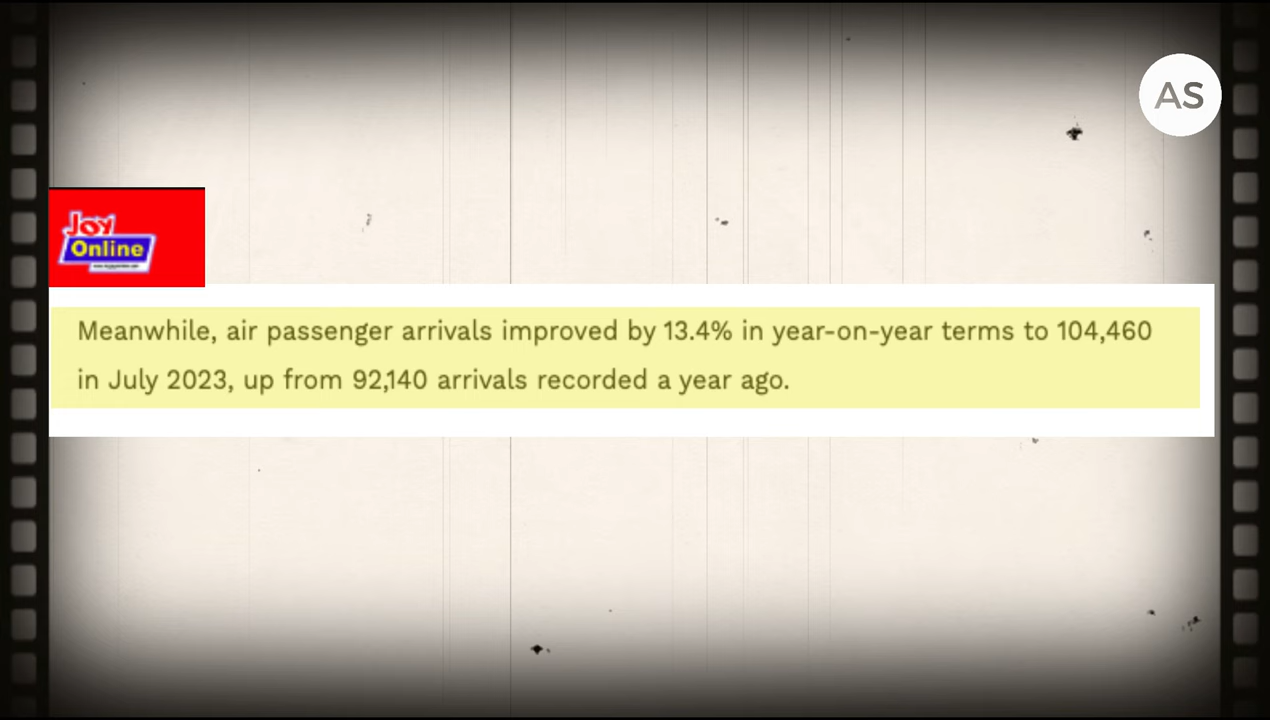 AS
Joy
Online
Meanwhile, air passenger arrivals improved by 13.4% in year-on-year terms to 104,460
in July 2023, up from 92,140 arrivals recorded a year ago.